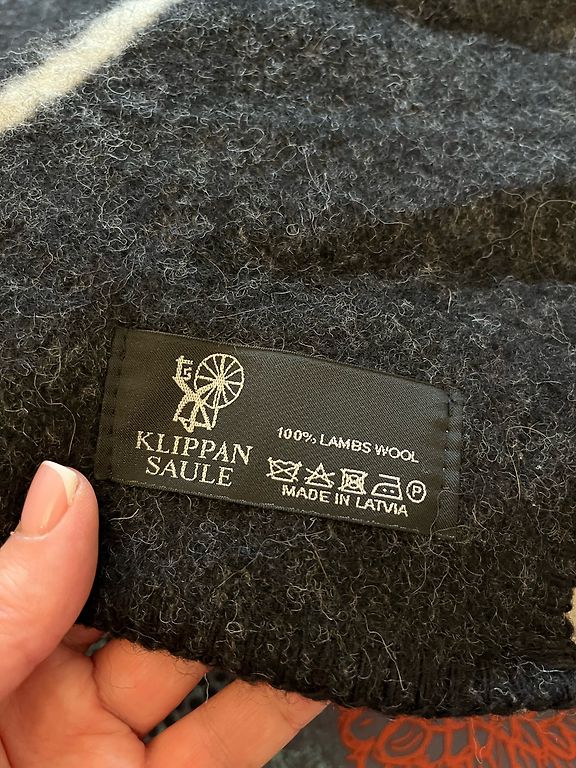 KLIPPAN
SAULE
100% LAMBS WOOL
P
MADE IN LATVIA